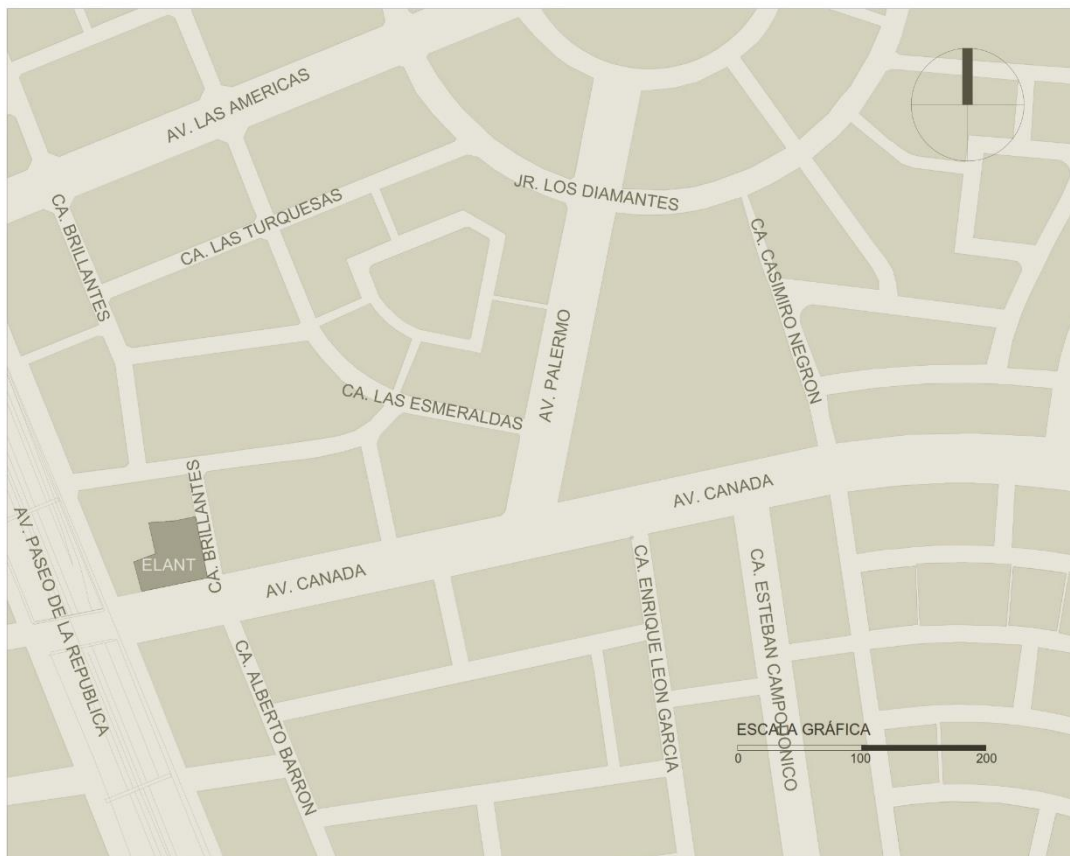 AV. LAS AMERICAS
JR. LOS DIAMANTES
CA. BRILLANTES
CA. LAS TURQUESAS
CA. CASIMIRO NEGRON
AV. PALERMO
CA. LAS ESMERALDAS
CA. BRILLANTES
AV. CANADA
AV. PASEO DE LA REPUBLICA
ELANT
AV. CANADA
CA. ENRIQUE LEON GARCIA
CA. ESTEBAN CAMPODONICO
CA. ALBERTO BARRON
ESCALA GRÁFICA
0 100 200